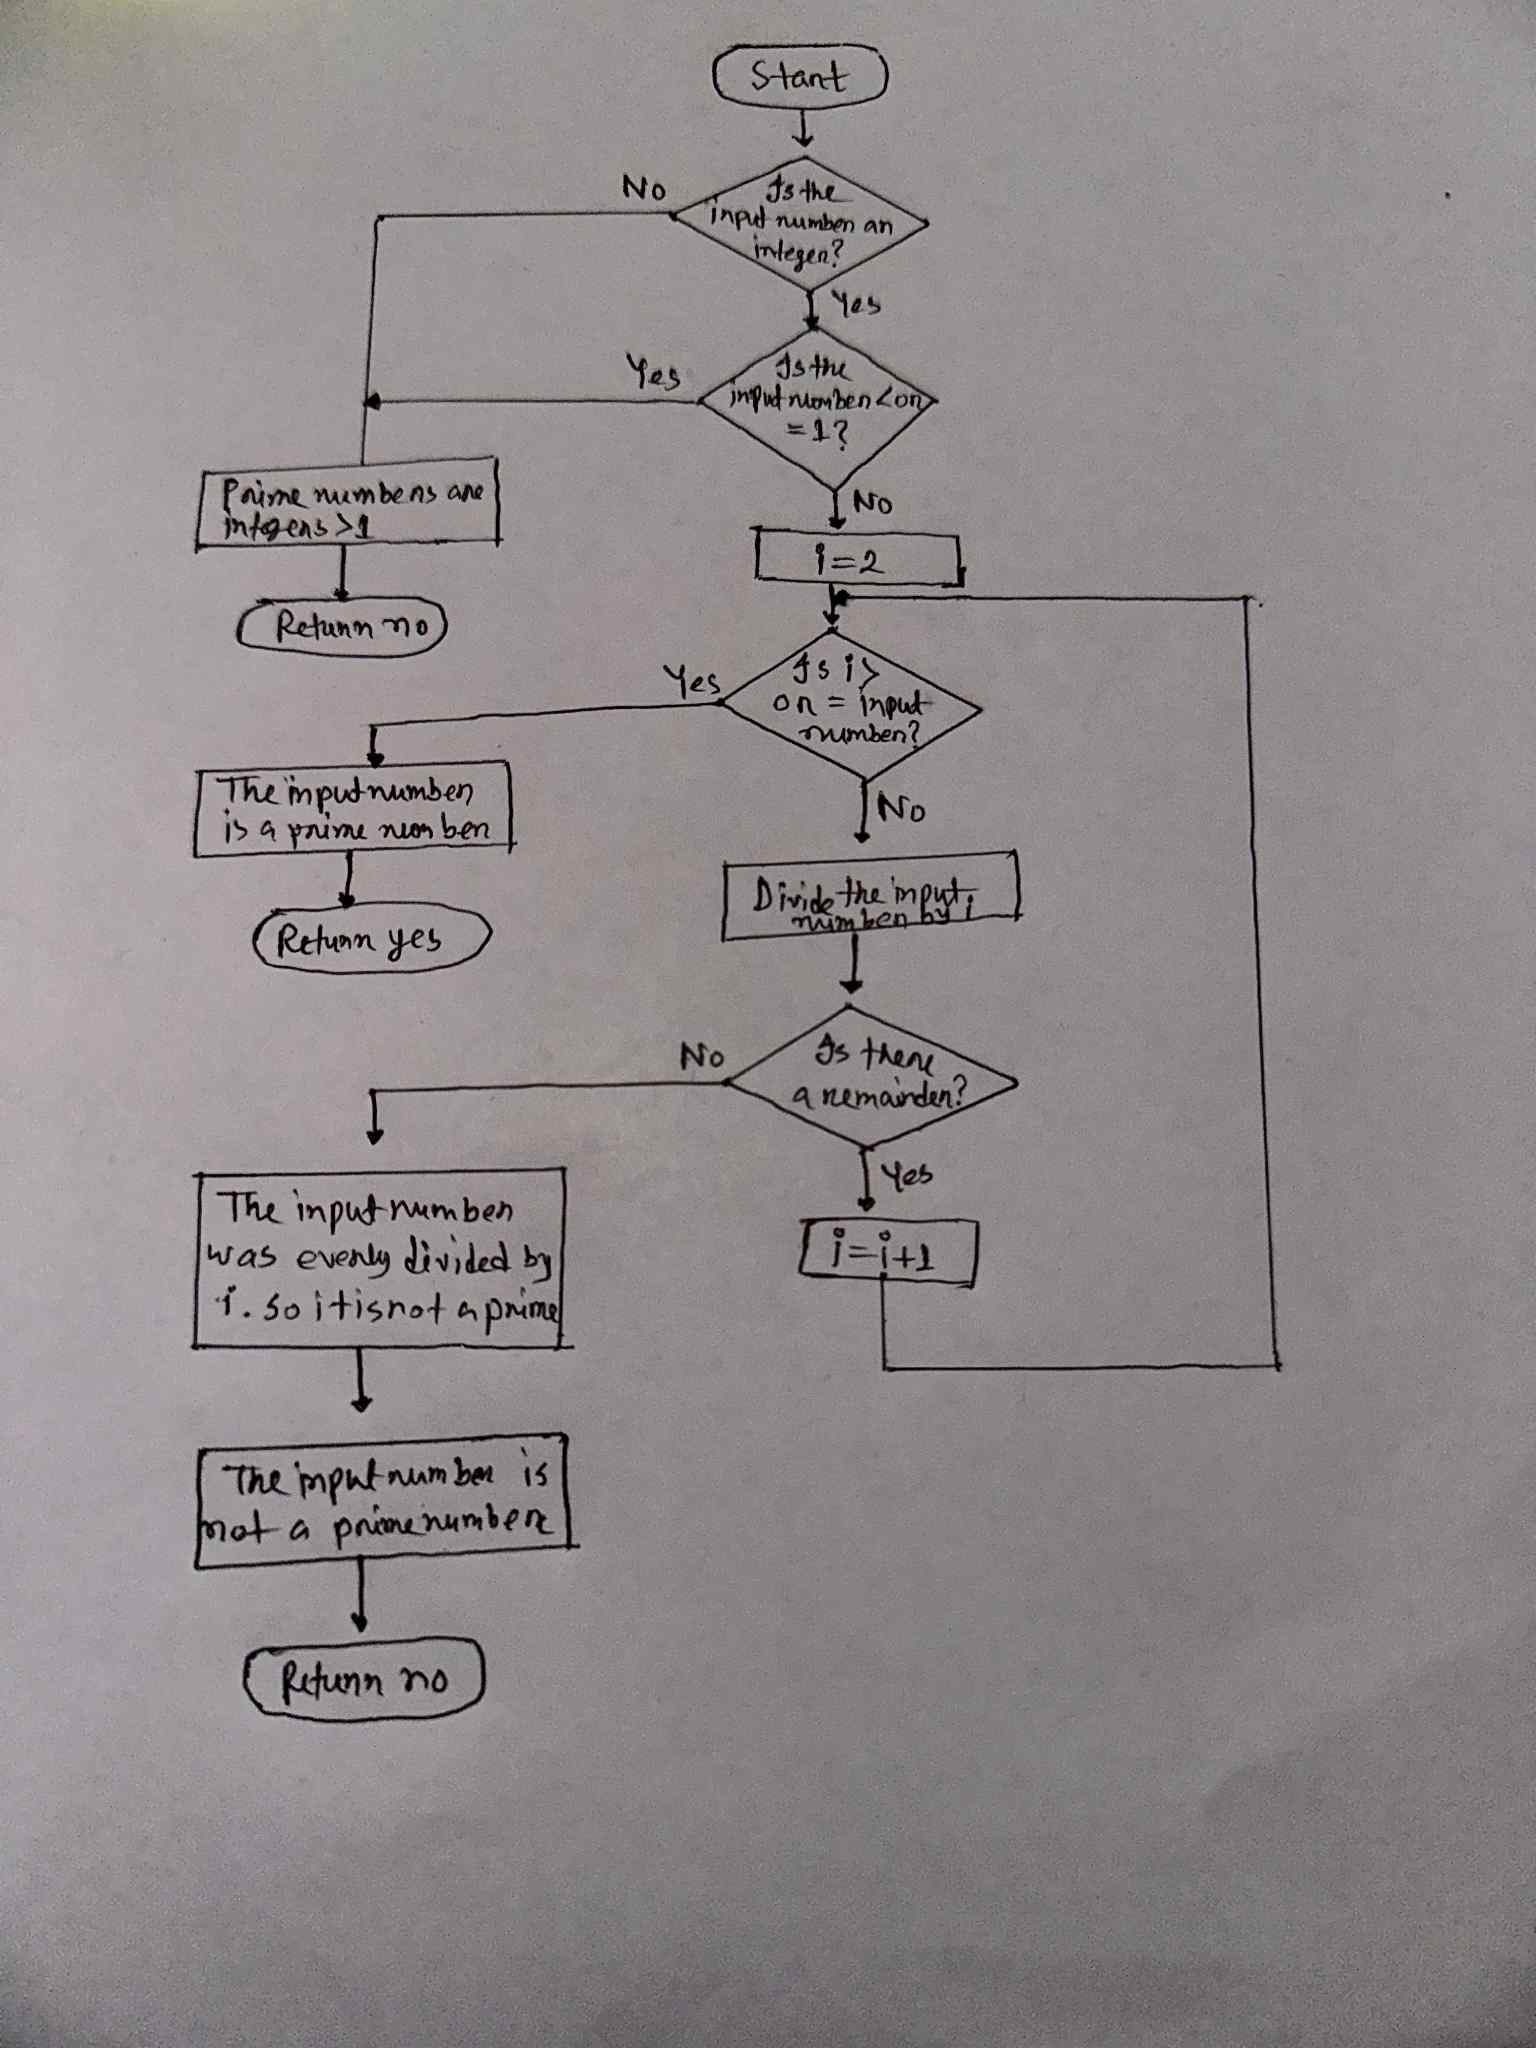 Start
No
Is the
input number an
integer?
Yes
Yes
Is the
input number < or
= 1?
No
Prime numbers are
integers > 1
i = 2
Return no
Yes
Is i >
or = input
number?
No
The input number
is a prime number
Divide the input
number by i
Return yes
No
Is there
a remainder?
Yes
The input number
was evenly divided by
i. so it is not a prime
i = i + 1
The input number is
not a prime number
Return no